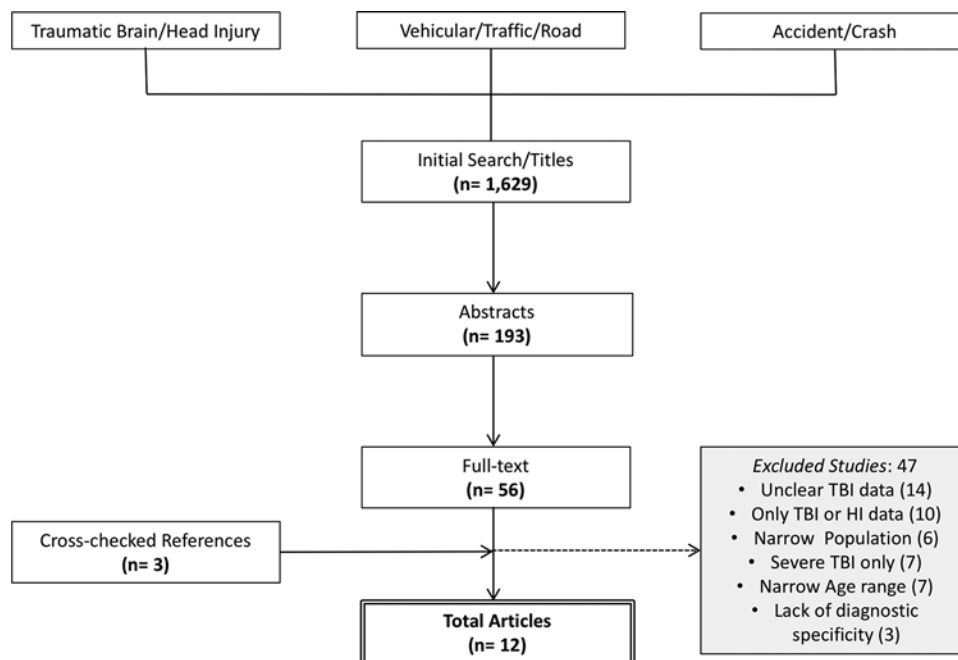 Traumatic Brain/Head Injury
Vehicular/Traffic/Road
Accident/Crash
Initial Search/Titles
(n= 1,629)
Abstracts
(n= 193)
Full-text
(n= 56)
Cross-checked References
(n= 3)
Excluded Studies: 47
• Unclear TBI data (14)
• Only TBI or HI data (10)
• Narrow Population (6)
• Severe TBI only (7)
• Narrow Age range (7)
• Lack of diagnostic
specificity (3)
Total Articles
(n= 12)